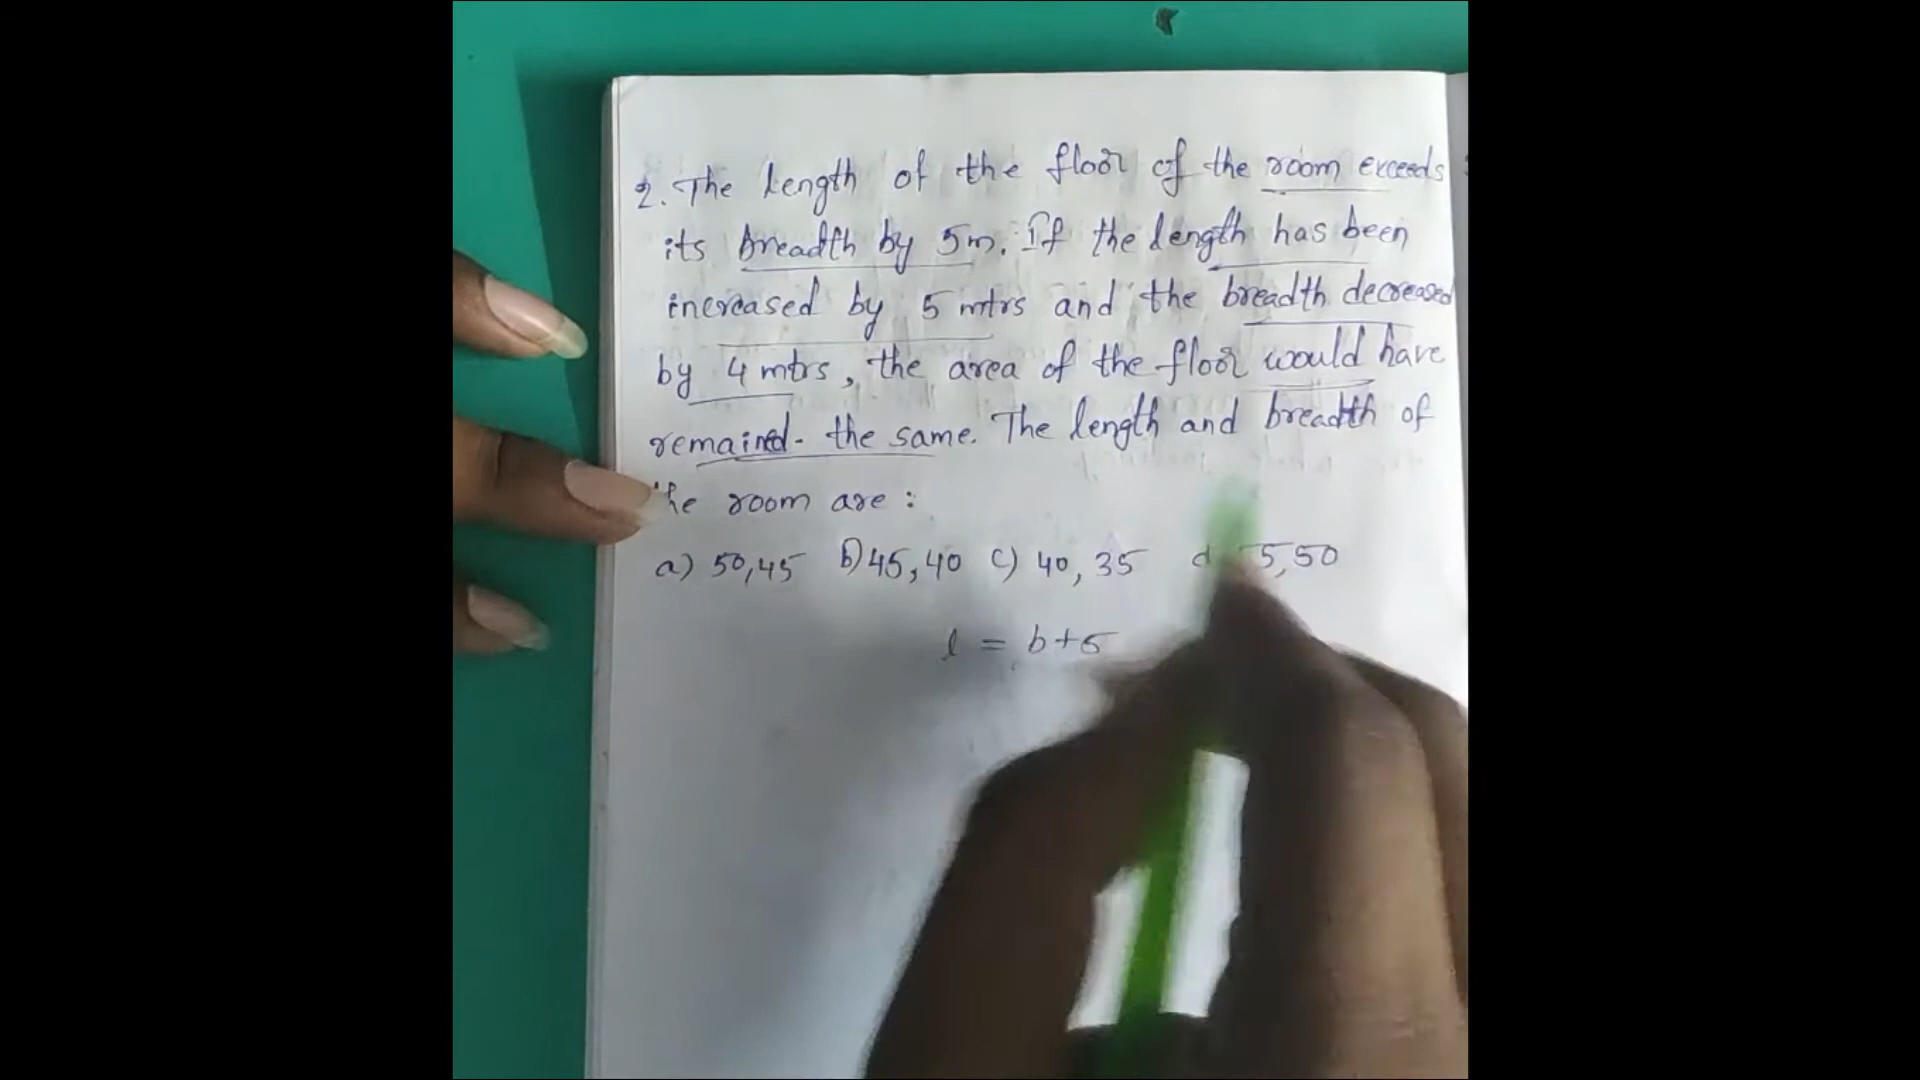 2. The length of the floor of the room exceeds
its breadth by 5m. If the length has been
increased by 5 mtrs and the breadth decreased
by 4 mtrs, the area of the floor would have
remained. the same. The length and breadth of
the room are :
a) 50,45 b) 45,40 c) 40, 35 d 5,50
l = b+5